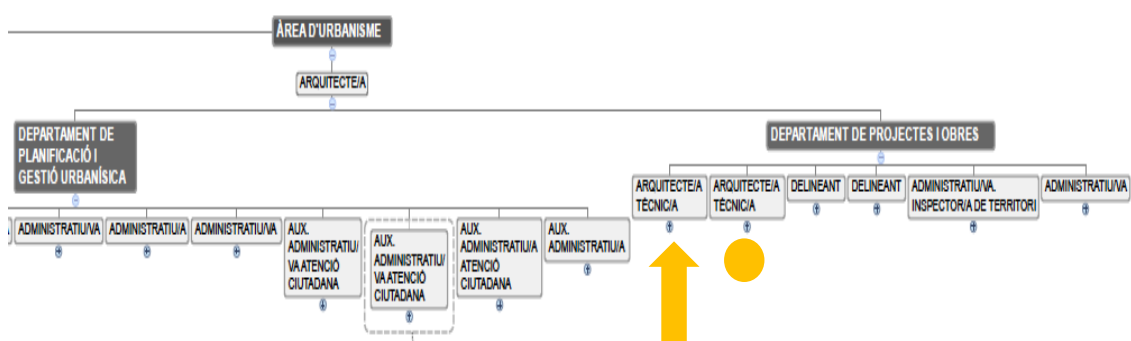 ÀREA D'URBANISME
ARQUITECTE/A
DEPARTAMENT DE
PLANIFICACIÓ I
GESTIÓ URBANÍSICA
DEPARTAMENT DE PROJECTES I OBRES
ADMINISTRATIU/VA
ADMINISTRATIU/A
ADMINISTRATIU/VA
AUX.
ADMINISTRATIU/
VA ATENCIÓ
CIUTADANA
AUX.
ADMINISTRATIU/
VA ATENCIÓ
CIUTADANA
AUX.
ADMINISTRATIU/A
ATENCIÓ
CIUTADANA
AUX.
ADMINISTRATIU/A
ARQUITECTE/A
TÉCNIC/A
ARQUITECTE/A
TÈCNIC/A
DELINEANT
DELINEANT
ADMINISTRATIU/VA.
INSPECTOR/A DE TERRITORI
ADMINISTRATIU/VA